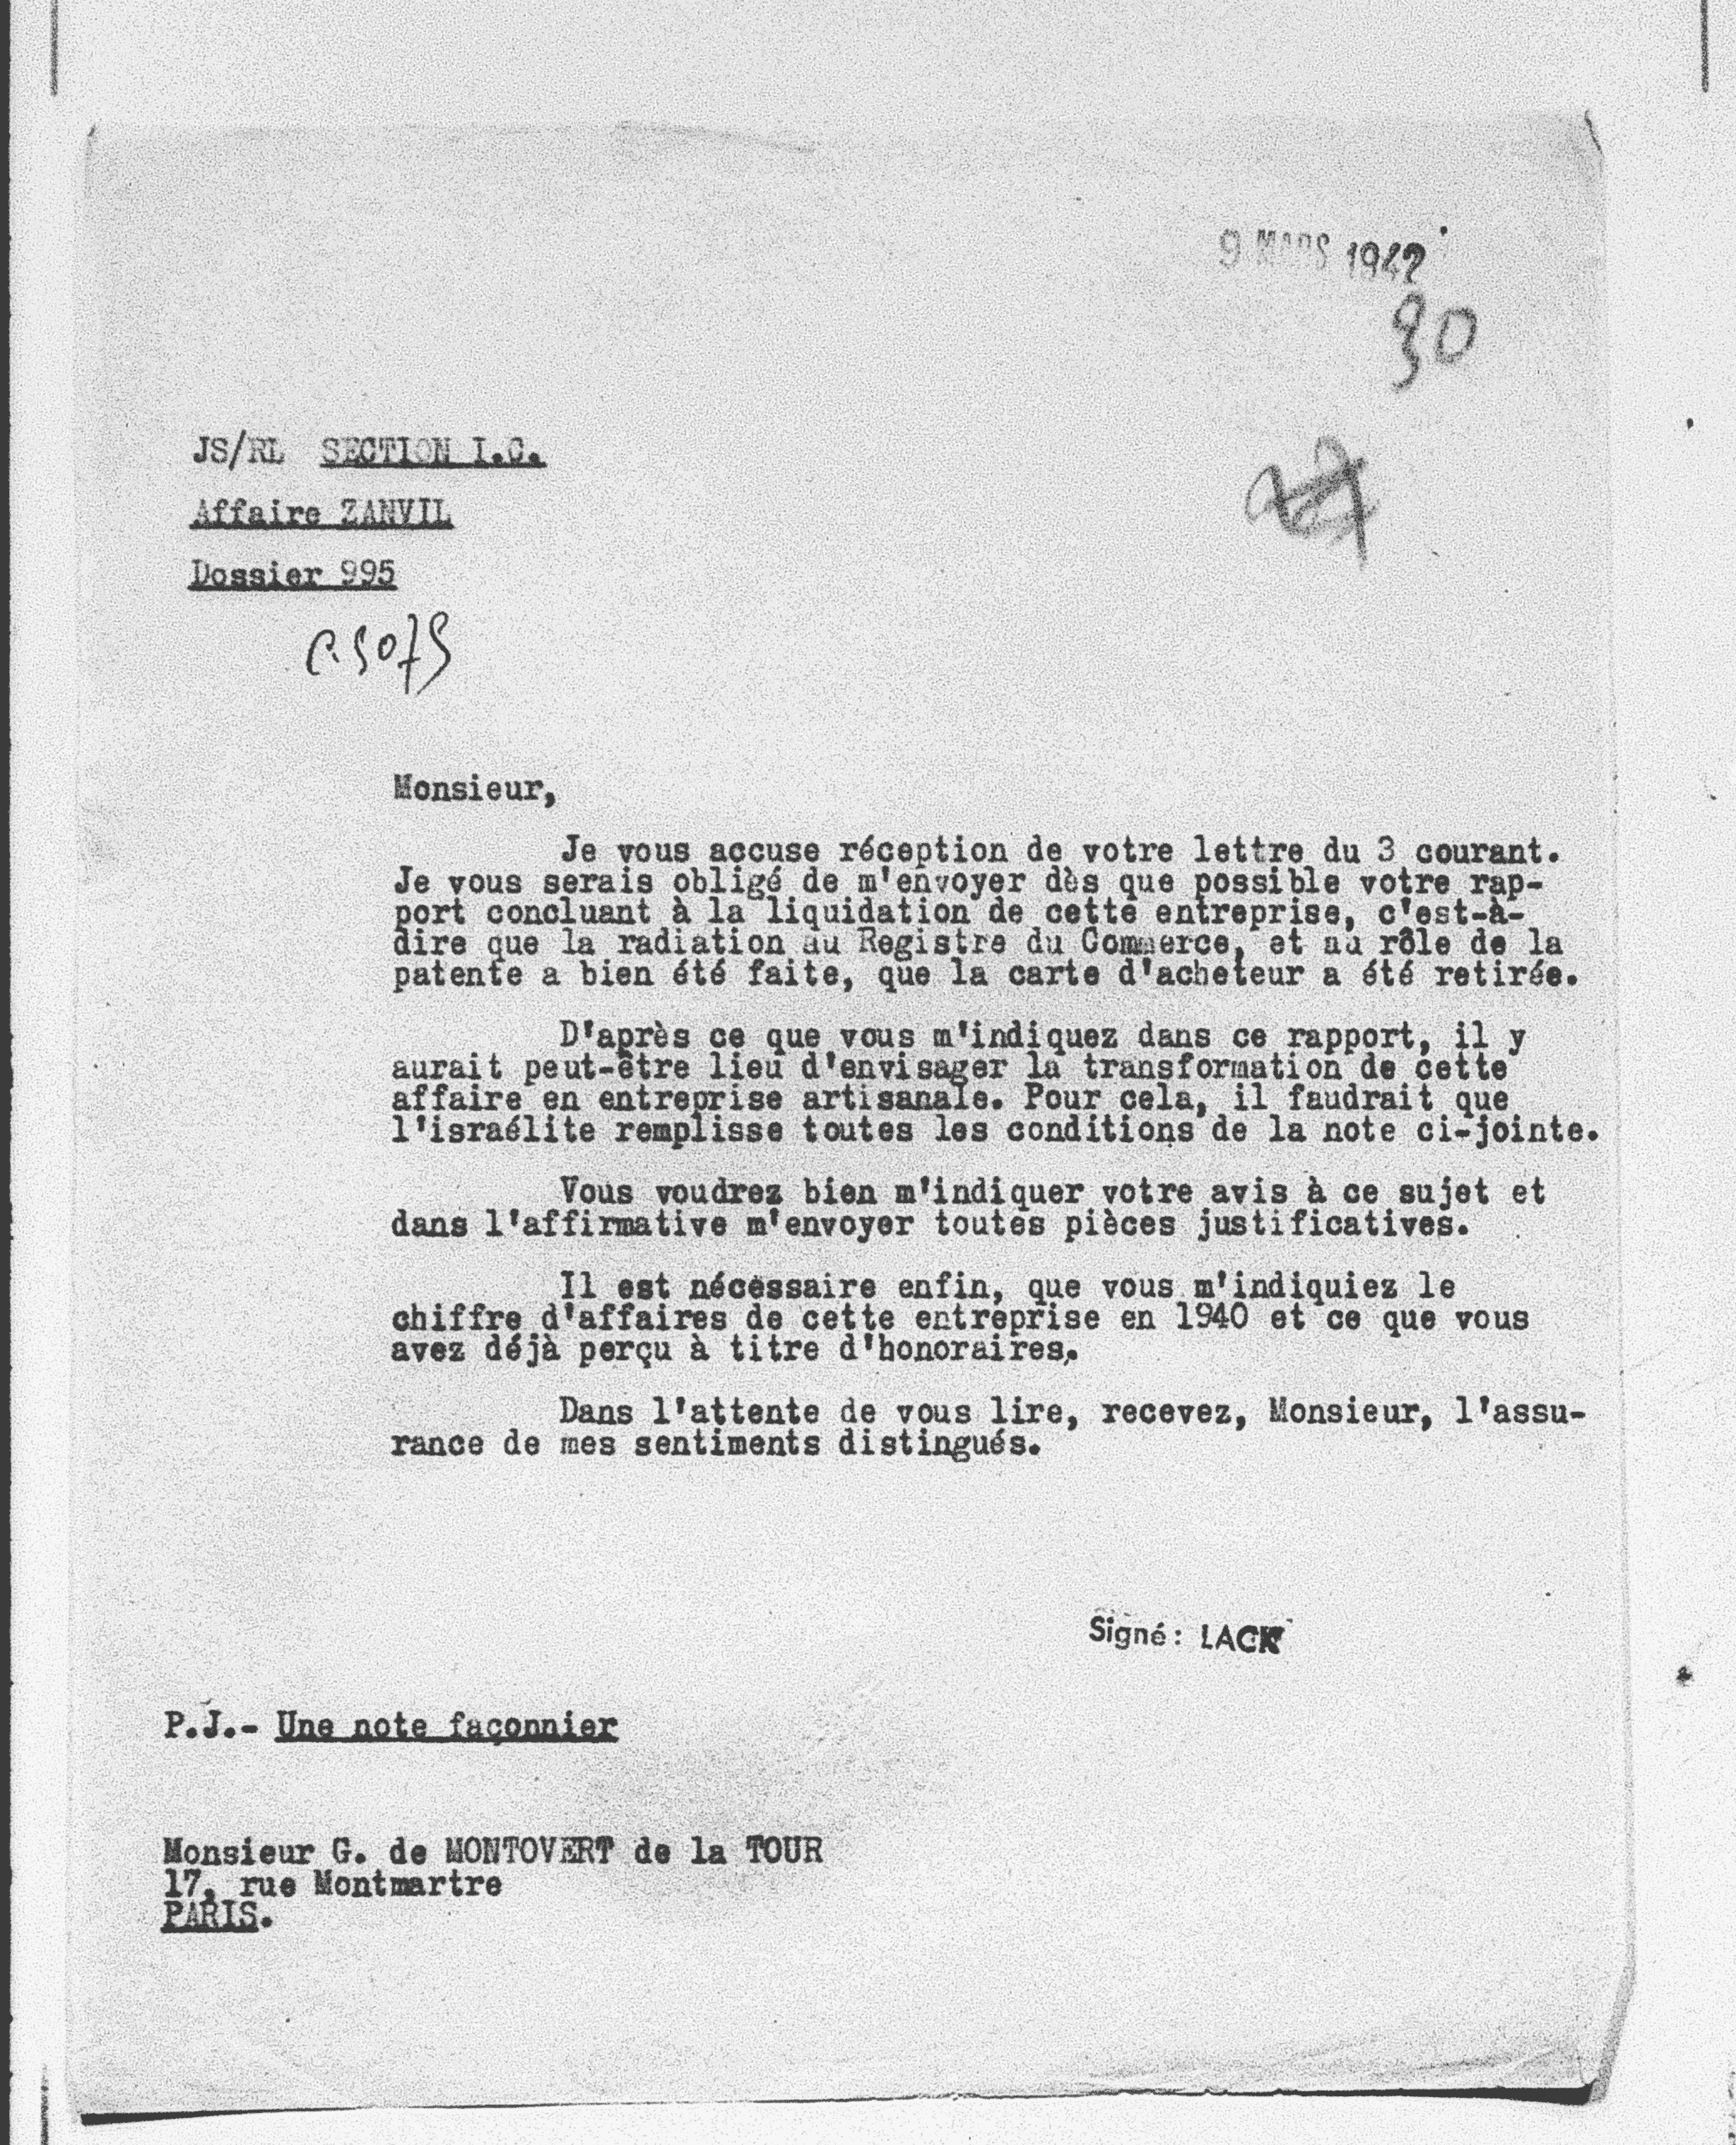 9 MARS 1942
30
JS/RL SECTION I.C.
Affaire ZANVIL
Dossier 995
Monsieur,
Je vous accuse réception de votre lettre du 3 courant.
Je vous serais obligé de m'envoyer dès que possible votre rap-
port concluant à la liquidation de cette entreprise, c'est-à-
dire que la radiation au Registre du Commerce, et au rôle de la
patente a bien été faite, que la carte d'acheteur a été retirée.
D'après ce que vous m'indiquez dans ce rapport, il y
aurait peut-être lieu d'envisager la transformation de cette
affaire en entreprise artisanale. Pour cela, il faudrait que
l'israélite remplisse toutes les conditions de la note ci-jointe.
Vous voudrez bien m'indiquer votre avis à ce sujet et
dans l'affirmative m'envoyer toutes pièces justificatives.
Il est nécessaire enfin, que vous m'indiquiez le
chiffre d'affaires de cette entreprise en 1940 et ce que vous
avez déjà perçu à titre d'honoraires.
Dans l'attente de vous lire, recevez, Monsieur, l'assu-
rance de mes sentiments distingués.
Signé: LACK
P.J.- Une note façonnier
Monsieur G. de MONTOVERT de la TOUR
17, rue Montmartre
PARIS.